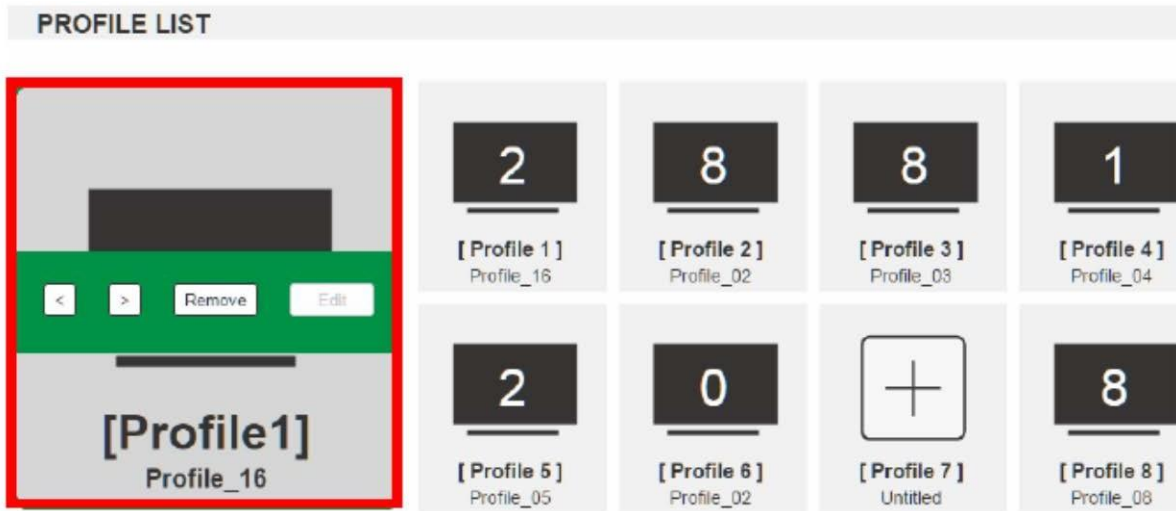 PROFILE LIST
< > Remove Edit
[Profile1]
Profile_16
2 8 8 1
[ Profile 1 ] [ Profile 2 ] [ Profile 3 ] [ Profile 4 ]
Profile_16 Profile_02 Profile_03 Profile_04
2 0 8
[ Profile 5 ] [ Profile 6 ] [ Profile 7 ] [ Profile 8 ]
Profile_05 Profile_02 Untitled Profile_08